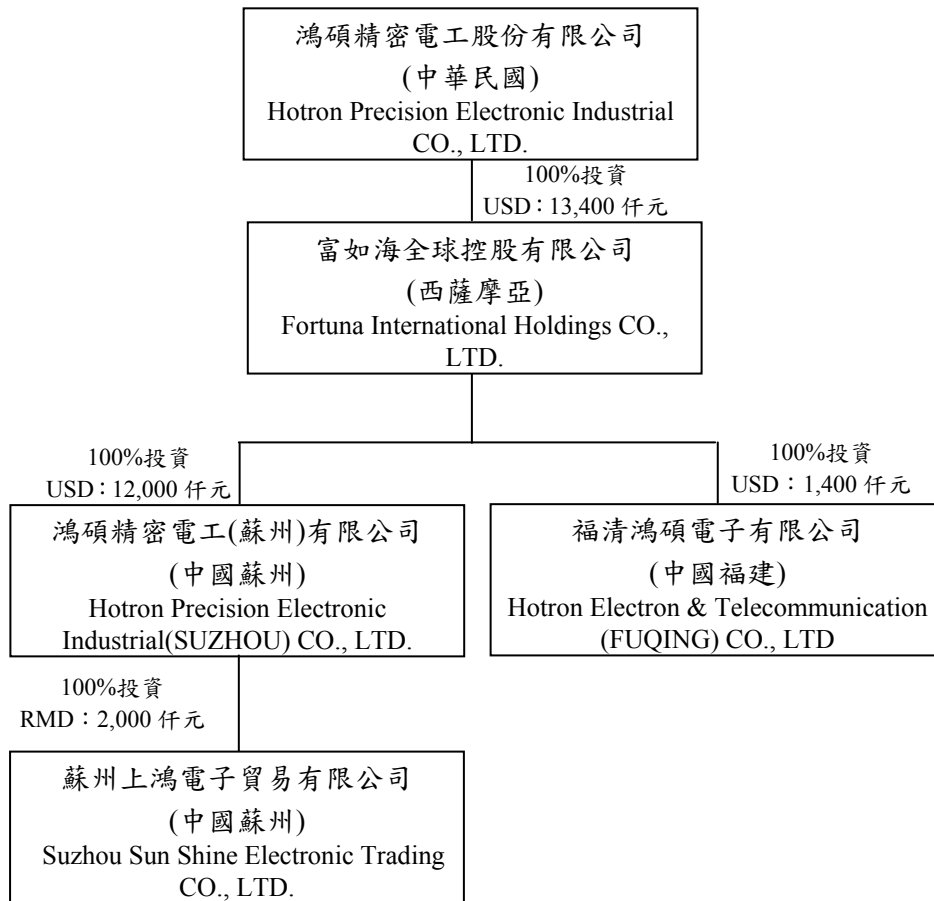 鴻碩精密電工股份有限公司
(中華民國)
Hotron Precision Electronic Industrial
CO., LTD.
100%投資
USD：13,400 仟元
富如海全球控股有限公司
(西薩摩亞)
Fortuna International Holdings CO.,
LTD.
100%投資
USD：12,000 仟元
100%投資
USD：1,400 仟元
鴻碩精密電工(蘇州)有限公司
(中國蘇州)
Hotron Precision Electronic
Industrial(SUZHOU) CO., LTD.
福清鴻碩電子有限公司
(中國福建)
Hotron Electron & Telecommunication
(FUQING) CO., LTD
100%投資
RMD：2,000 仟元
蘇州上鴻電子貿易有限公司
(中國蘇州)
Suzhou Sun Shine Electronic Trading
CO., LTD.